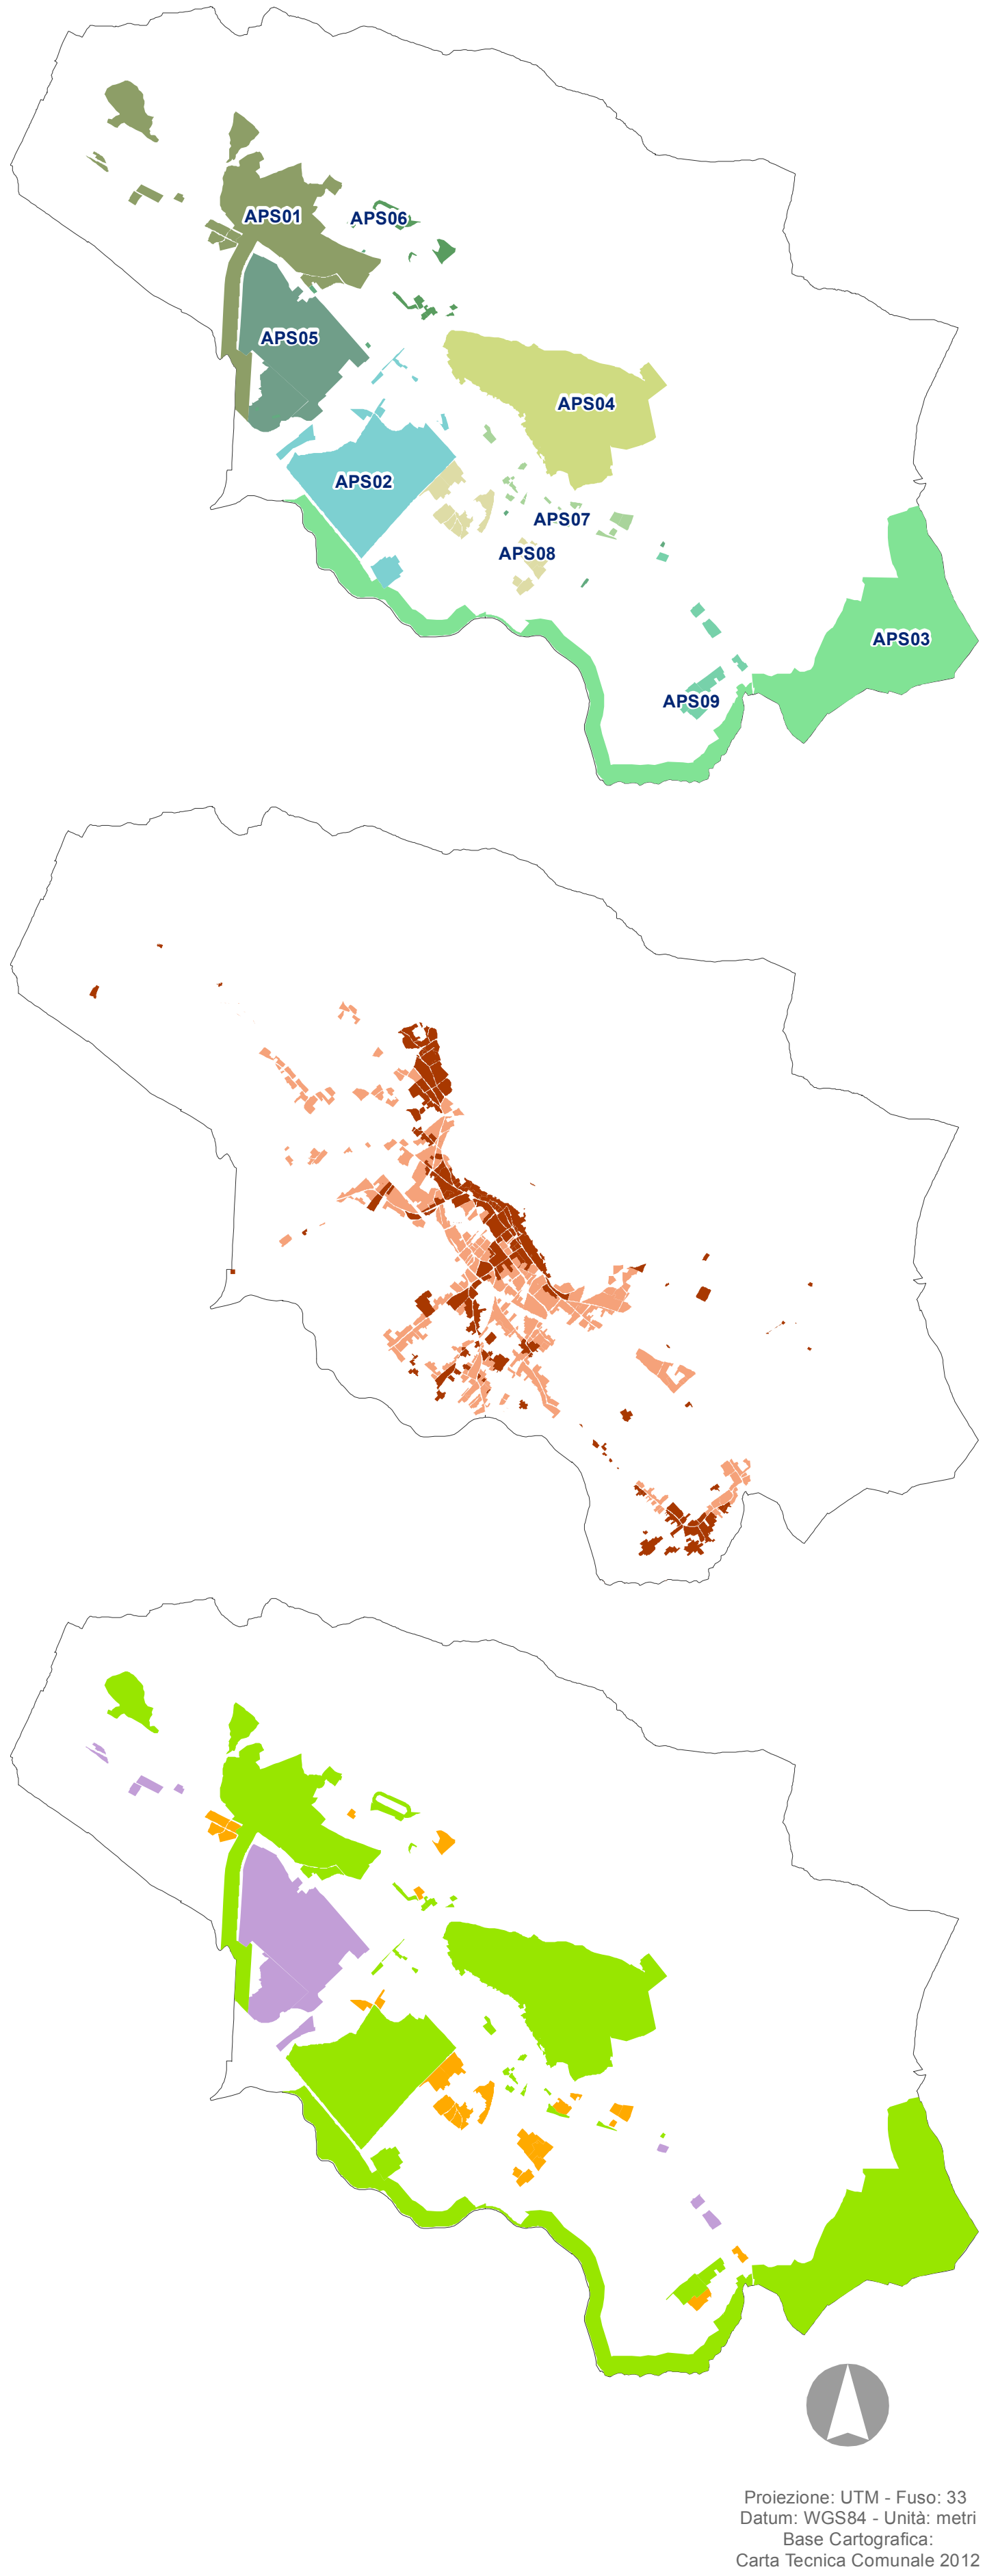 APS01
APS06
APS05
APS04
APS02
APS07
APS08
APS03
APS09
Proiezione: UTM - Fuso: 33
Datum: WGS84 - Unità: metri
Base Cartografica:
Carta Tecnica Comunale 2012